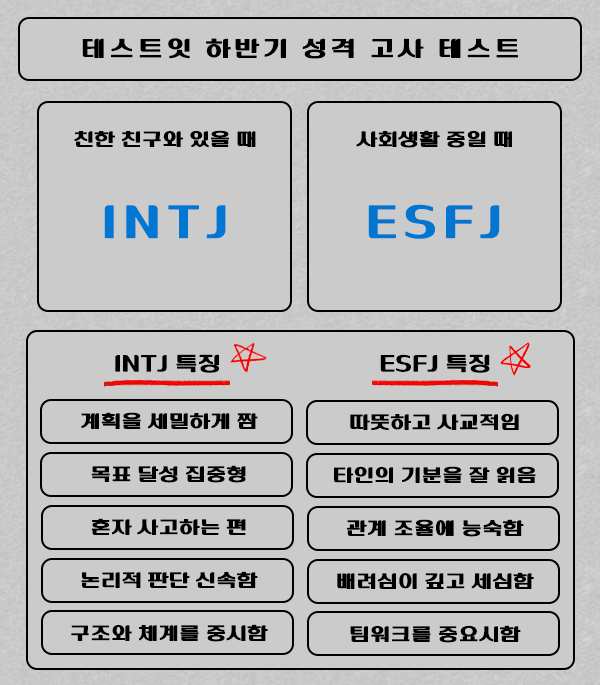 테스트잇 하반기 성격 고사 테스트
친한 친구와 있을 때
INTJ
사회생활 중일 때
ESFJ
INTJ 특징
계획을 세밀하게 짬
목표 달성 집중형
혼자 사고하는 편
논리적 판단 신속함
구조와 체계를 중시함
ESFJ 특징
따뜻하고 사교적임
타인의 기분을 잘 읽음
관계 조율에 능숙함
배려심이 깊고 세심함
팀워크를 중요시함